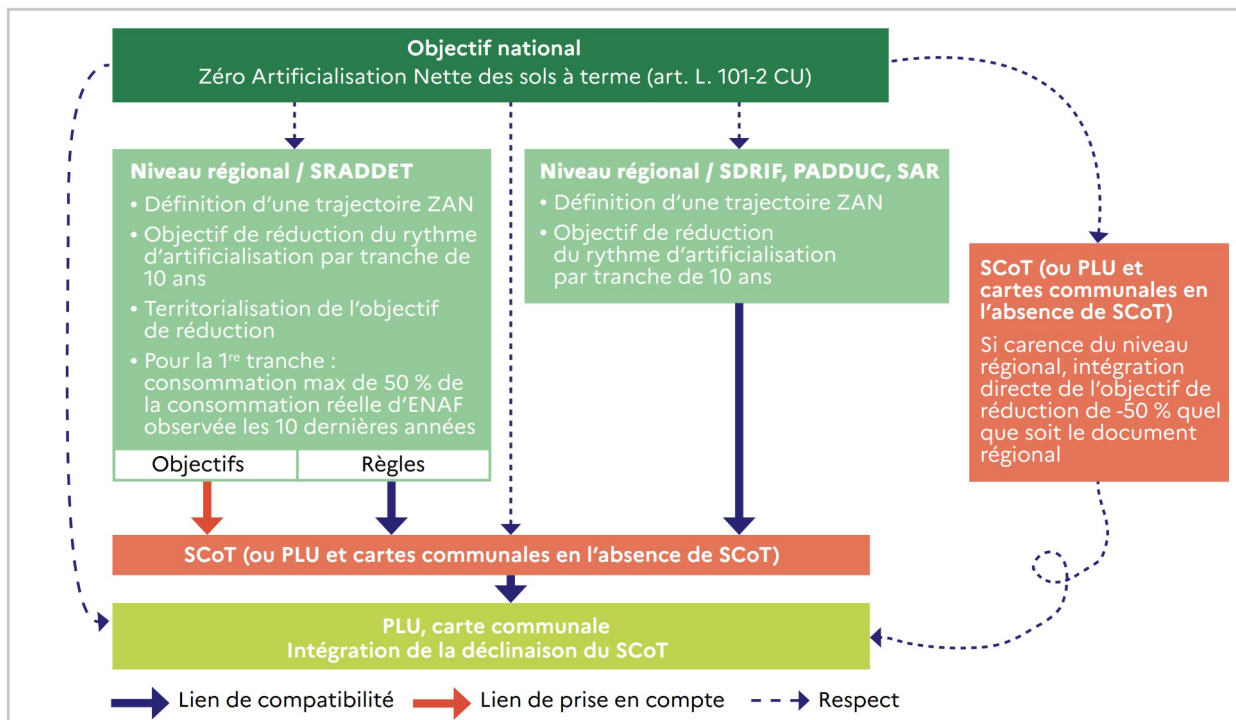 Objectif national
Zéro Artificialisation Nette des sols à terme (art. L. 101-2 CU)
Niveau régional / SRADDET
• Définition d'une trajectoire ZAN
• Objectif de réduction du rythme
d'artificialisation par tranche de
10 ans
• Territorialisation de l'objectif
de réduction
• Pour la 1re tranche :
consommation max de 50 % de
la consommation réelle d'ENAF
observée les 10 dernières années
Objectifs
Règles
Niveau régional / SDRIF, PADDUC, SAR
• Définition d'une trajectoire ZAN
• Objectif de réduction
du rythme d'artificialisation
par tranche de 10 ans
SCoT (ou PLU et
cartes communales en
l'absence de SCoT)
Si carence du niveau
régional, intégration
directe de l'objectif de
réduction de -50 % quel
que soit le document
régional
SCoT (ou PLU et cartes communales en l'absence de SCoT)
PLU, carte communale
Intégration de la déclinaison du SCoT
Lien de compatibilité
Lien de prise en compte
Respect